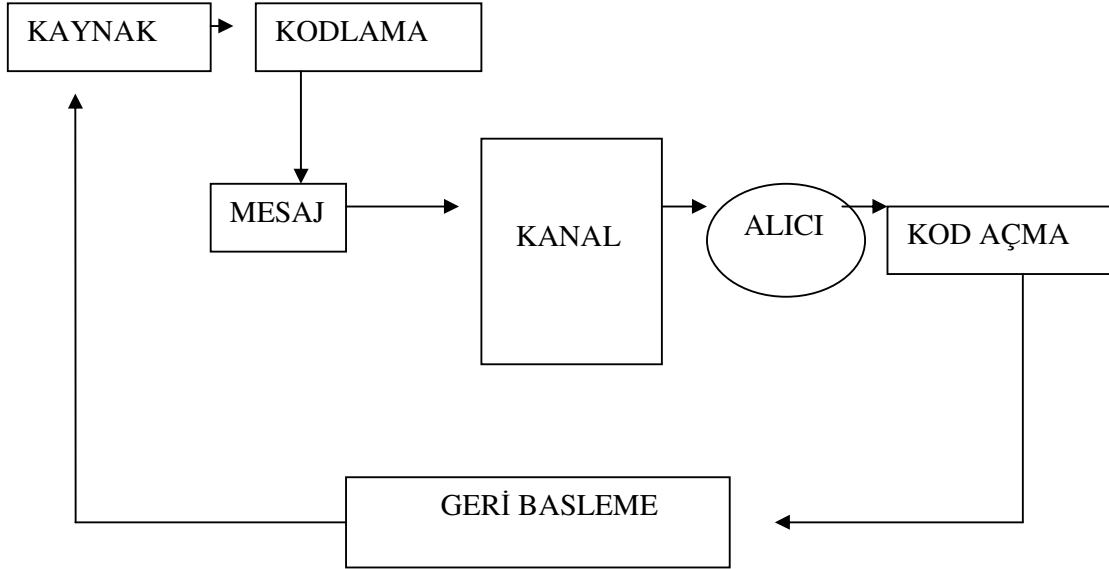 KAYNAK
KODLAMA
MESAJ
KANAL
ALICI
KOD AÇMA
GERİ BASLEME